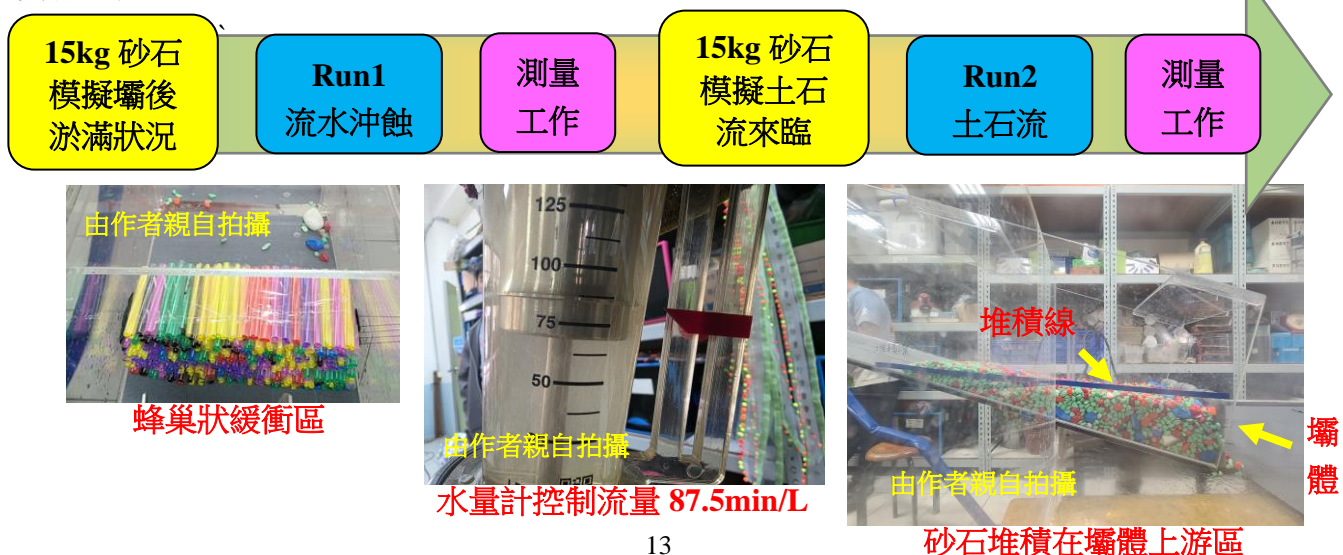 、
15kg 砂石
模擬壩後
淤滿狀況
Run1
流水沖蝕
測量
工作
15kg 砂石
模擬土石
流來臨
Run2
土石流
測量
工作
由作者親自拍攝
蜂巢狀緩衝區
125
100
75
50
由作者親自拍攝
水量計控制流量 87.5min/L
堆積線
壩
體
由作者親自拍攝
砂石堆積在壩體上游區
13